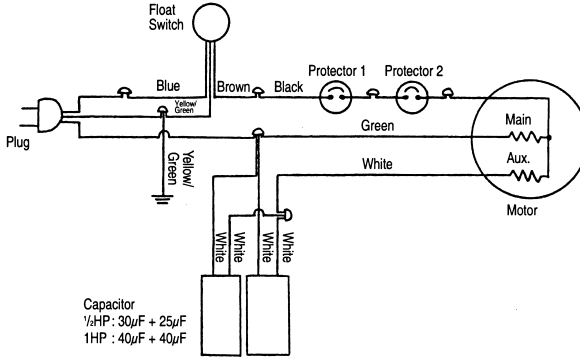 Float
Switch
Protector 1
Protector 2
Blue
Brown
Black
Yellow/
Green
Plug
Green
Main
Yellow/
Green
White
Aux.
Motor
White
White
White
White
Capacitor
½HP : 30µF + 25µF
1HP : 40µF + 40µF